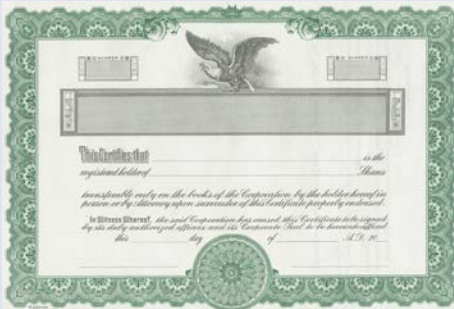 NUMBER SHARES
This Certifies that is the
registered holder of Shares
transferable only on the books of the Corporation by the holder hereof in
person or by Attorney upon surrender of this Certificate properly endorsed.
In Witness Whereof, the said Corporation has caused this Certificate to be signed
by its duly authorized officers and its Corporate Seal to be hereunto affixed
this day of A.D. 20